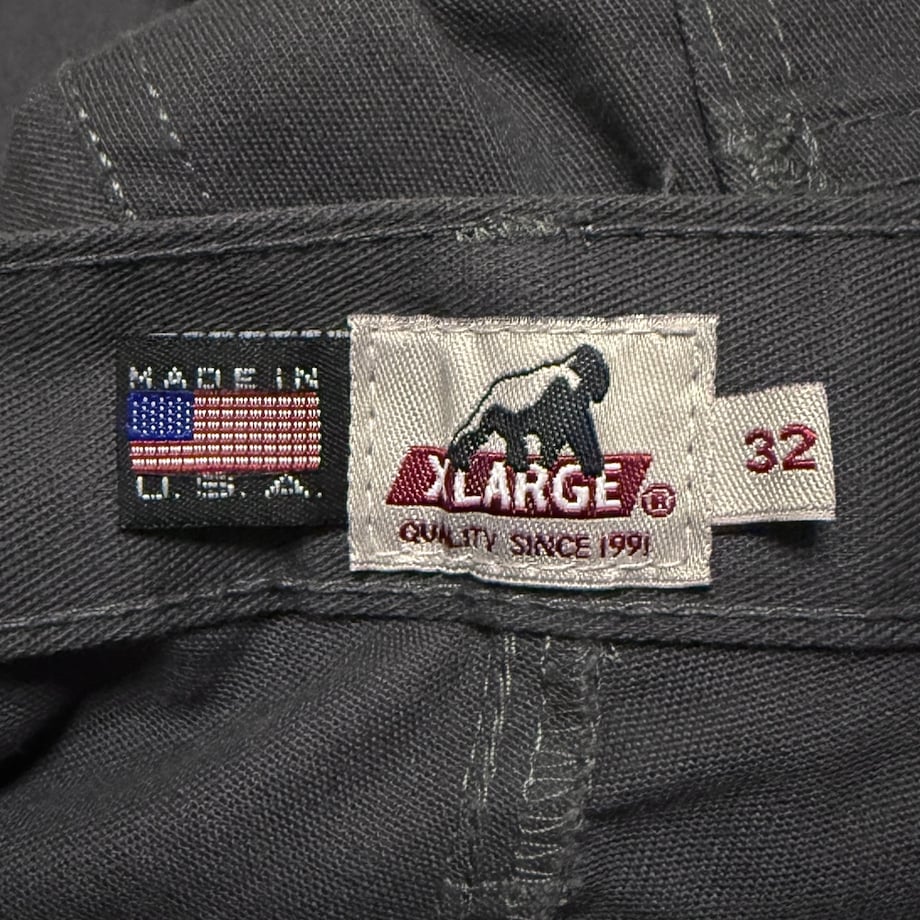 MADE IN
U.S.A.
XLARGE ®
QUALITY SINCE 1991
32